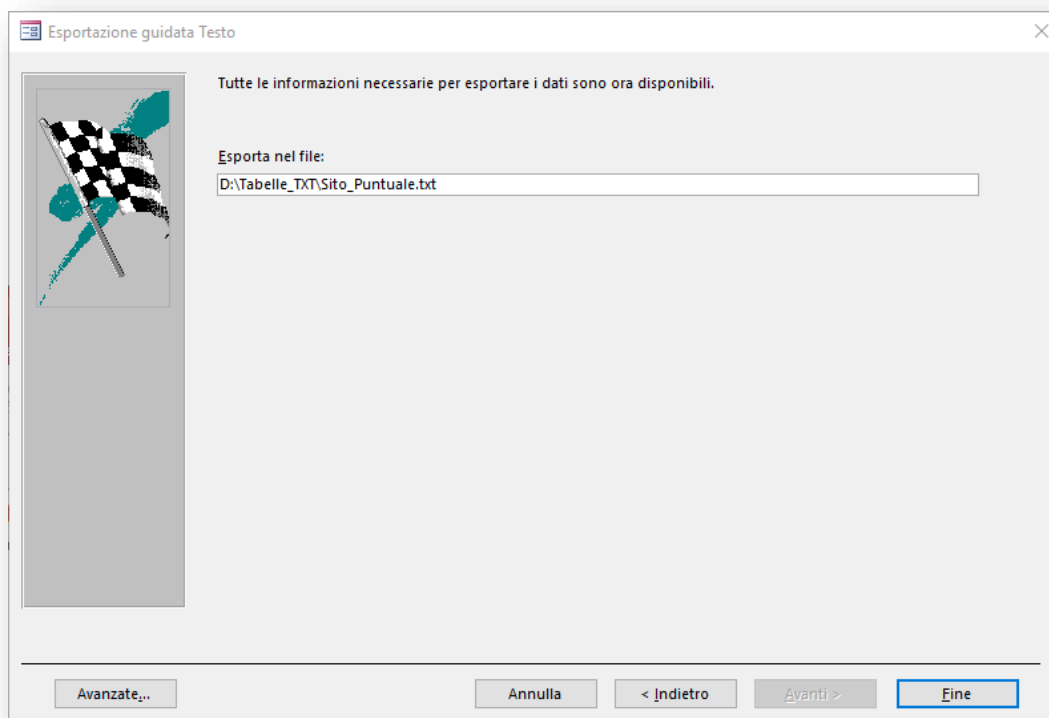 Esportazione guidata Testo
Tutte le informazioni necessarie per esportare i dati sono ora disponibili.
Esporta nel file:
D:\Tabelle_TXT\Sito_Puntuale.txt
Avanzate... Annulla < Indietro Avanti > Fine